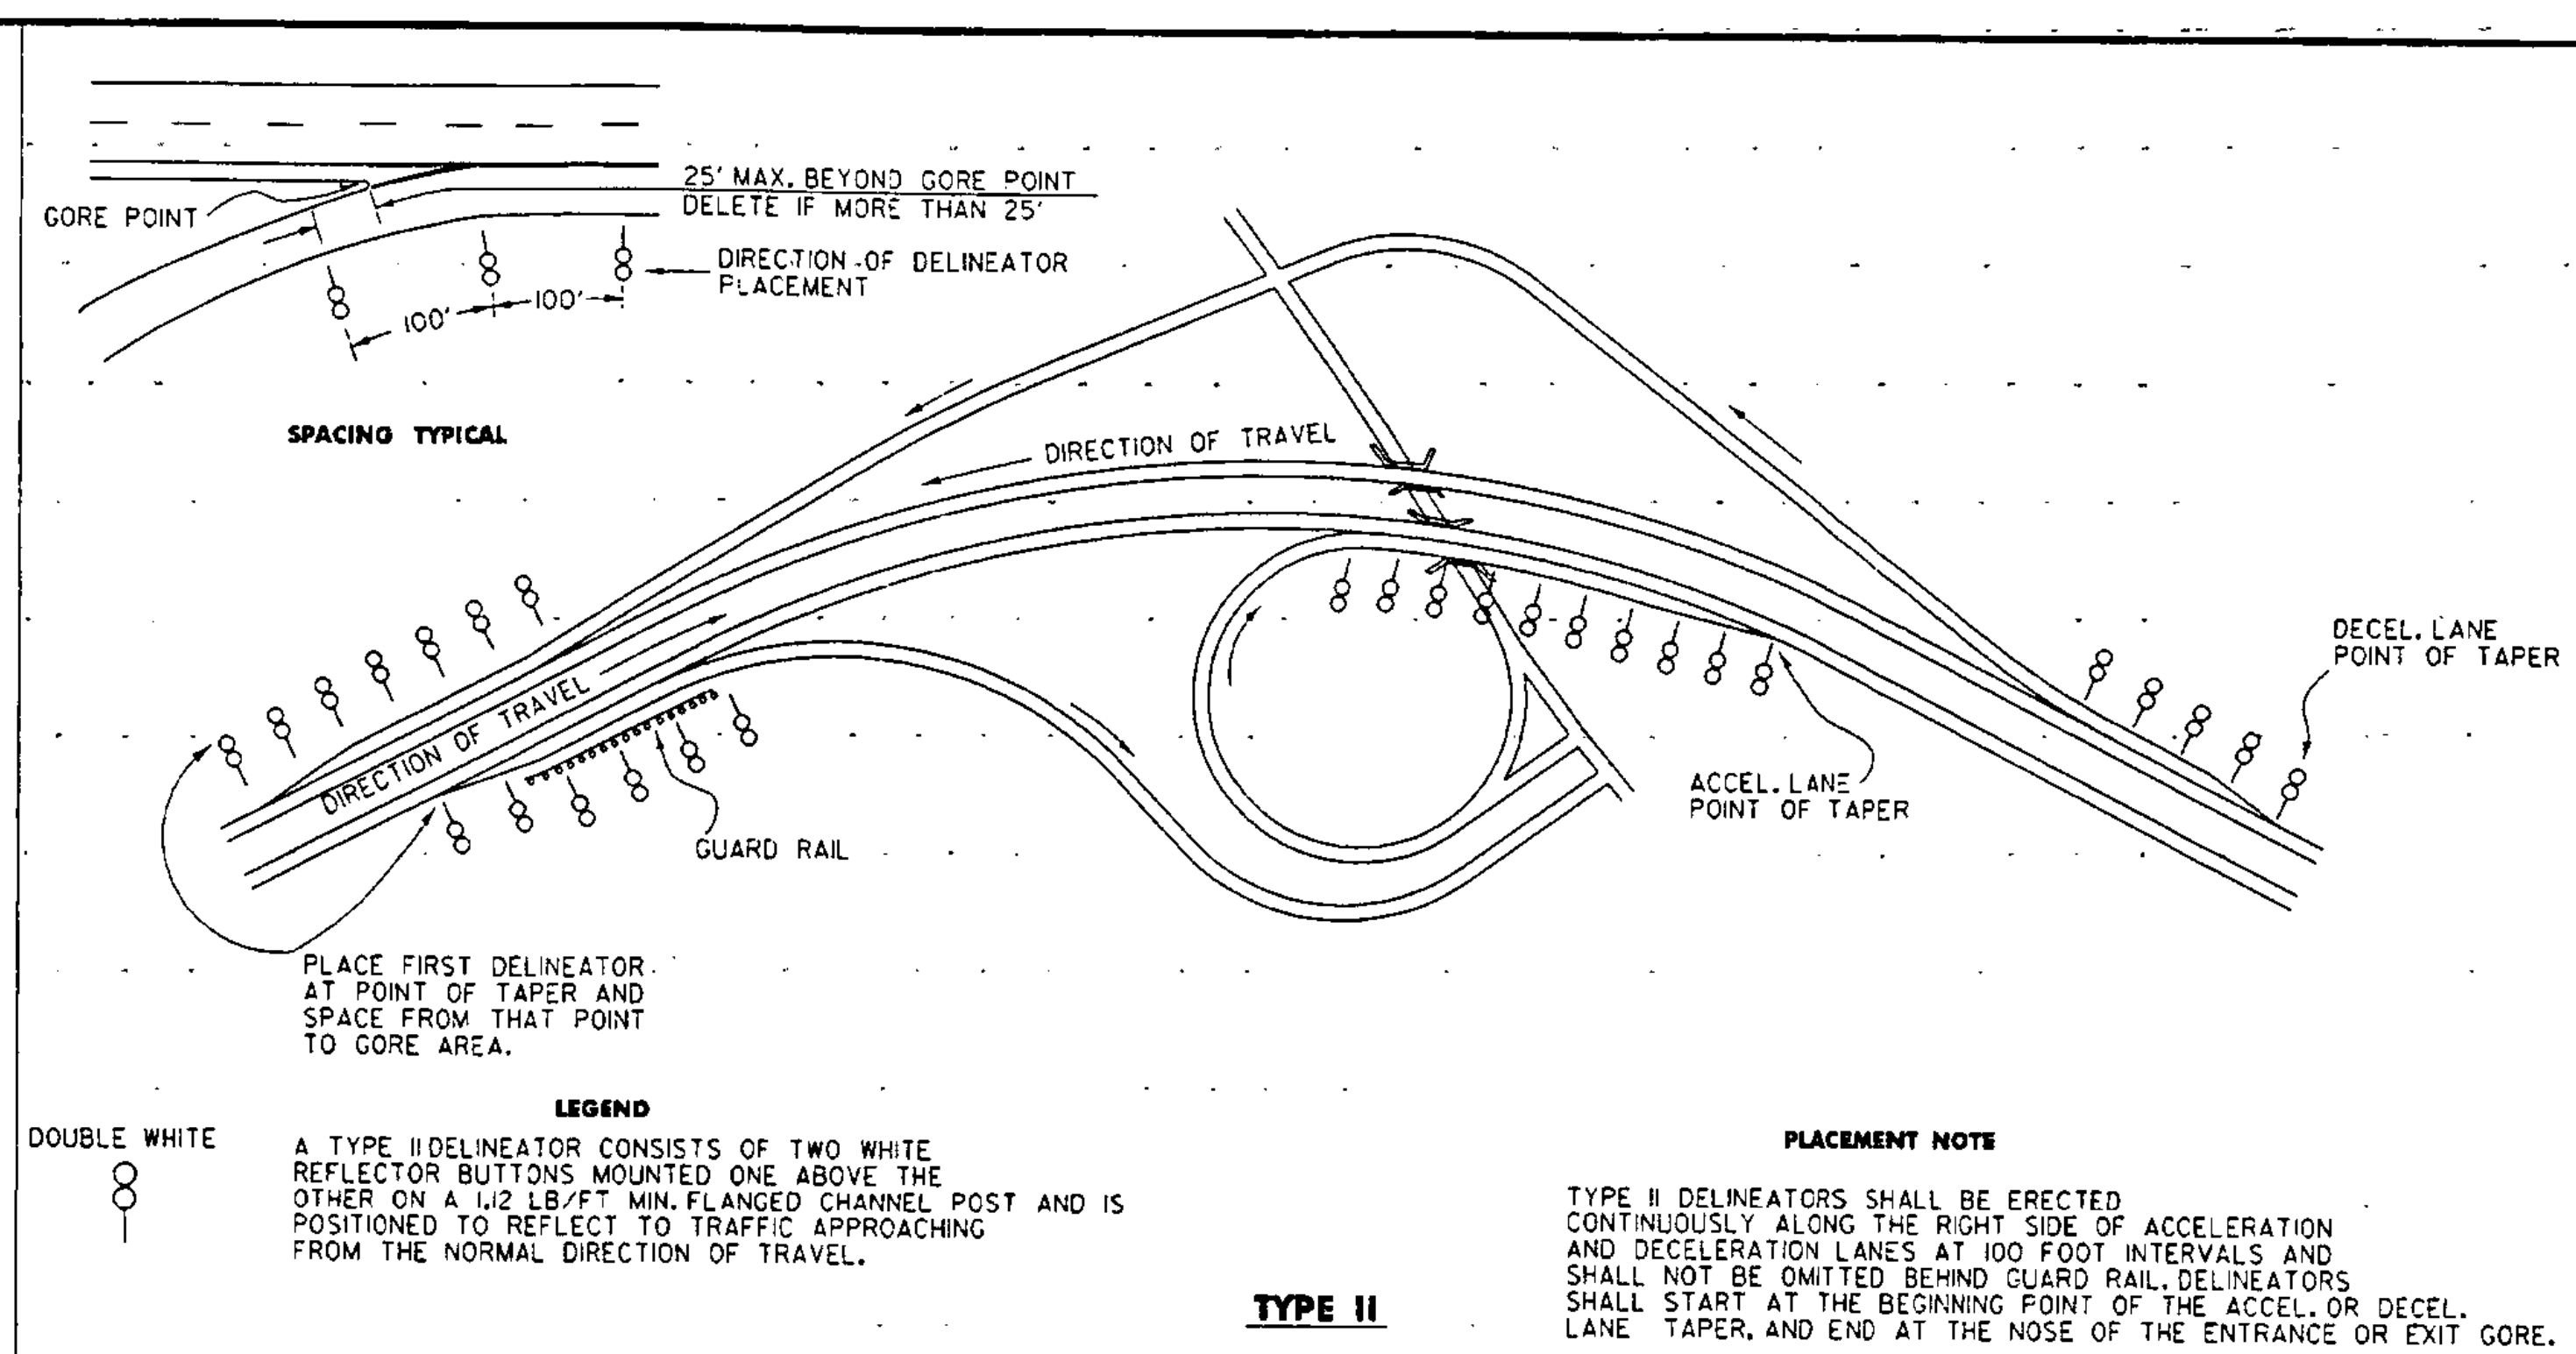 25' MAX. BEYOND GORE POINT
DELETE IF MORE THAN 25'
GORE POINT
DIRECTION OF DELINEATOR
PLACEMENT
100'
100'
SPACING TYPICAL
DIRECTION OF TRAVEL
DIRECTION OF TRAVEL
DECEL. LANE
POINT OF TAPER
ACCEL. LANE
POINT OF TAPER
GUARD RAIL
PLACE FIRST DELINEATOR
AT POINT OF TAPER AND
SPACE FROM THAT POINT
TO GORE AREA.
LEGEND
DOUBLE WHITE
A TYPE II DELINEATOR CONSISTS OF TWO WHITE
REFLECTOR BUTTONS MOUNTED ONE ABOVE THE
OTHER ON A 1.12 LB/FT MIN. FLANGED CHANNEL POST AND IS
POSITIONED TO REFLECT TO TRAFFIC APPROACHING
FROM THE NORMAL DIRECTION OF TRAVEL.
PLACEMENT NOTE
TYPE II DELINEATORS SHALL BE ERECTED
CONTINUOUSLY ALONG THE RIGHT SIDE OF ACCELERATION
AND DECELERATION LANES AT 100 FOOT INTERVALS AND
SHALL NOT BE OMITTED BEHIND GUARD RAIL. DELINEATORS
SHALL START AT THE BEGINNING POINT OF THE ACCEL. OR DECEL.
LANE TAPER, AND END AT THE NOSE OF THE ENTRANCE OR EXIT GORE.
TYPE II